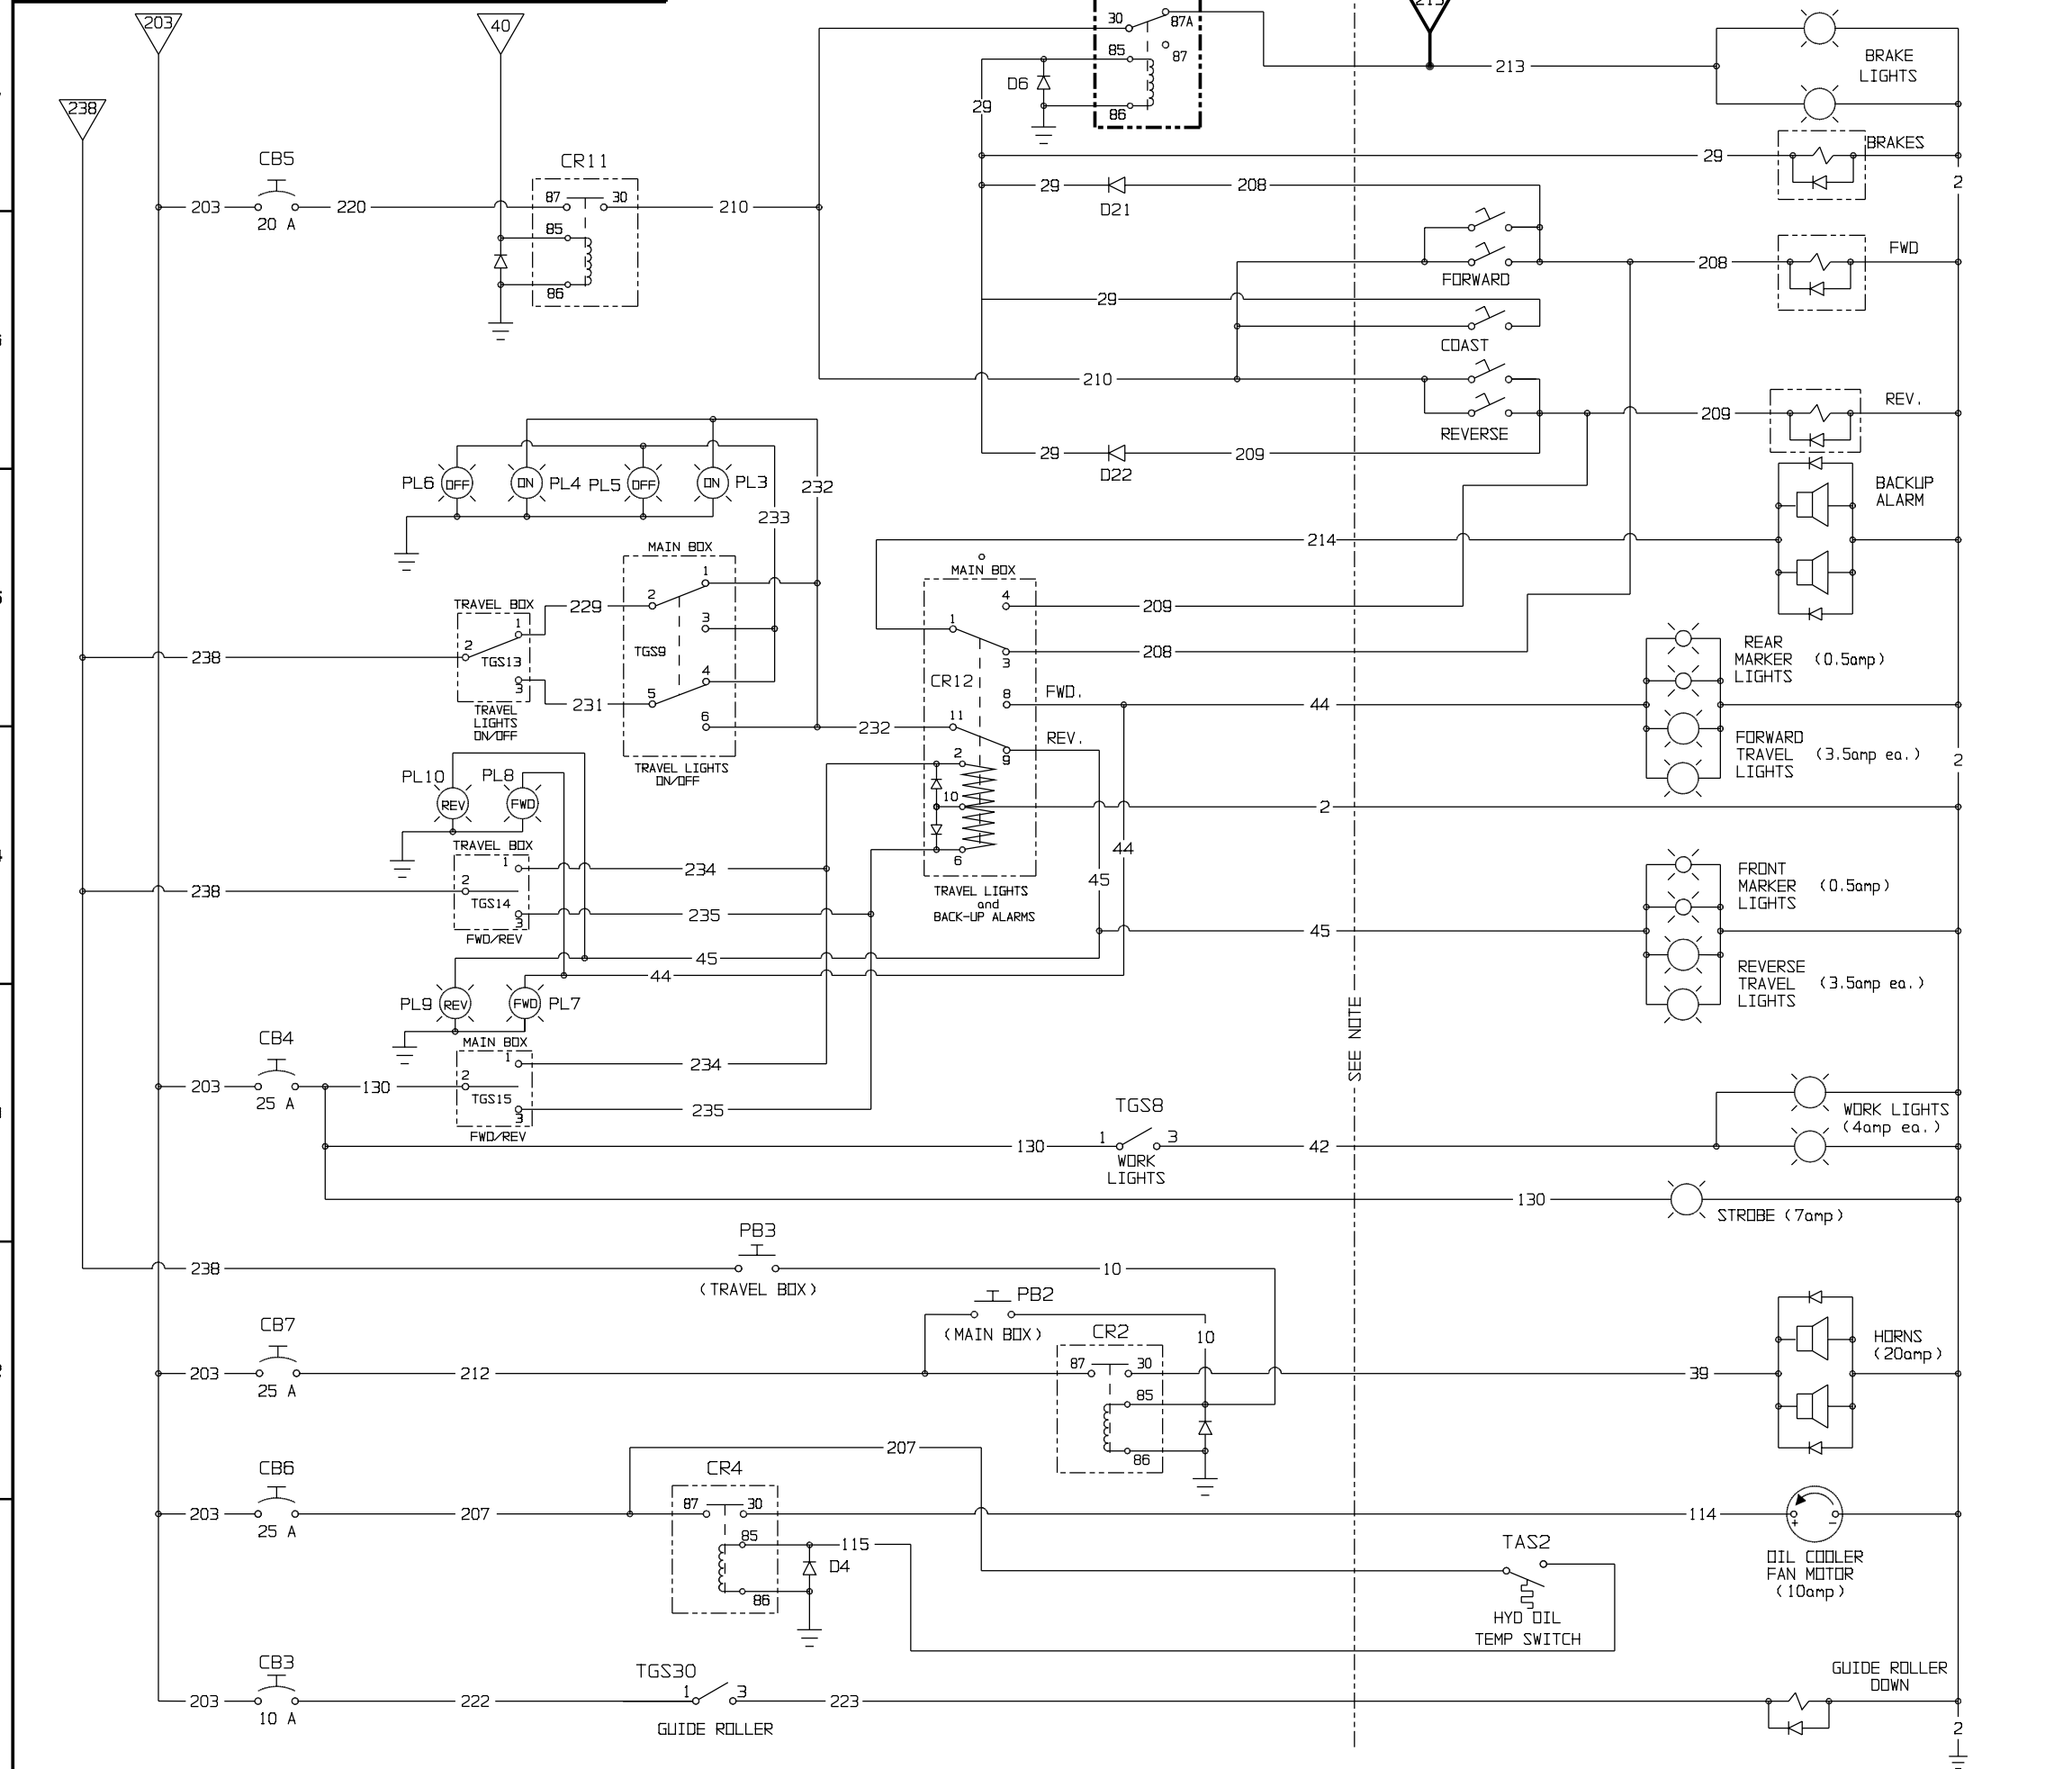 203
40
215
30
87A
87
85
86
D6
29
213
BRAKE
LIGHTS
238
CB5
203
20 A
220
CR11
87
30
85
86
210
29
BRAKES
2
29
D21
208
FORWARD
208
FWD
29
COAST
210
REVERSE
209
REV.
29
D22
209
PL6
OFF
ON
PL4
PL5
OFF
ON
PL3
232
233
BACKUP
ALARM
214
MAIN BOX
1
2
3
TGS9
4
5
6
TRAVEL LIGHTS
ON/OFF
TRAVEL BOX
1
2
TGS13
3
TRAVEL
LIGHTS
ON/OFF
229
231
238
MAIN BOX
4
1
3
CR12
8
FWD.
11
REV.
9
2
10
6
TRAVEL LIGHTS
and
BACK-UP ALARMS
209
208
232
44
REAR
MARKER (0.5amp)
LIGHTS
FORWARD
TRAVEL (3.5amp ea.)
LIGHTS
2
2
44
45
PL10
REV
PL8
FWD
TRAVEL BOX
1
2
TGS14
3
FWD/REV
238
234
235
45
44
45
FRONT
MARKER (0.5amp)
LIGHTS
REVERSE
TRAVEL (3.5amp ea.)
LIGHTS
PL9
REV
FWD
PL7
SEE NOTE
CB4
203
25 A
130
MAIN BOX
1
2
TGS15
3
FWD/REV
234
235
TGS8
130
1
3
WORK
LIGHTS
42
WORK LIGHTS
(4amp ea.)
130
STROBE (7amp)
238
PB3
(TRAVEL BOX)
10
PB2
(MAIN BOX)
10
CB7
203
25 A
212
CR2
87
30
85
86
39
HORNS
(20amp)
207
CB6
203
25 A
207
CR4
87
30
85
86
115
D4
114
OIL COOLER
FAN MOTOR
(10amp)
+
-
TAS2
HYD OIL
TEMP SWITCH
CB3
203
10 A
222
TGS30
1
3
GUIDE ROLLER
223
GUIDE ROLLER
DOWN
2